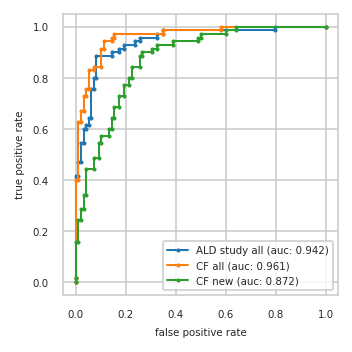 1.0
0.8
0.6
0.4
0.2
0.0
true positive rate
ALD study all (auc: 0.942)
CF all (auc: 0.961)
CF new (auc: 0.872)
0.0 0.2 0.4 0.6 0.8 1.0
false positive rate